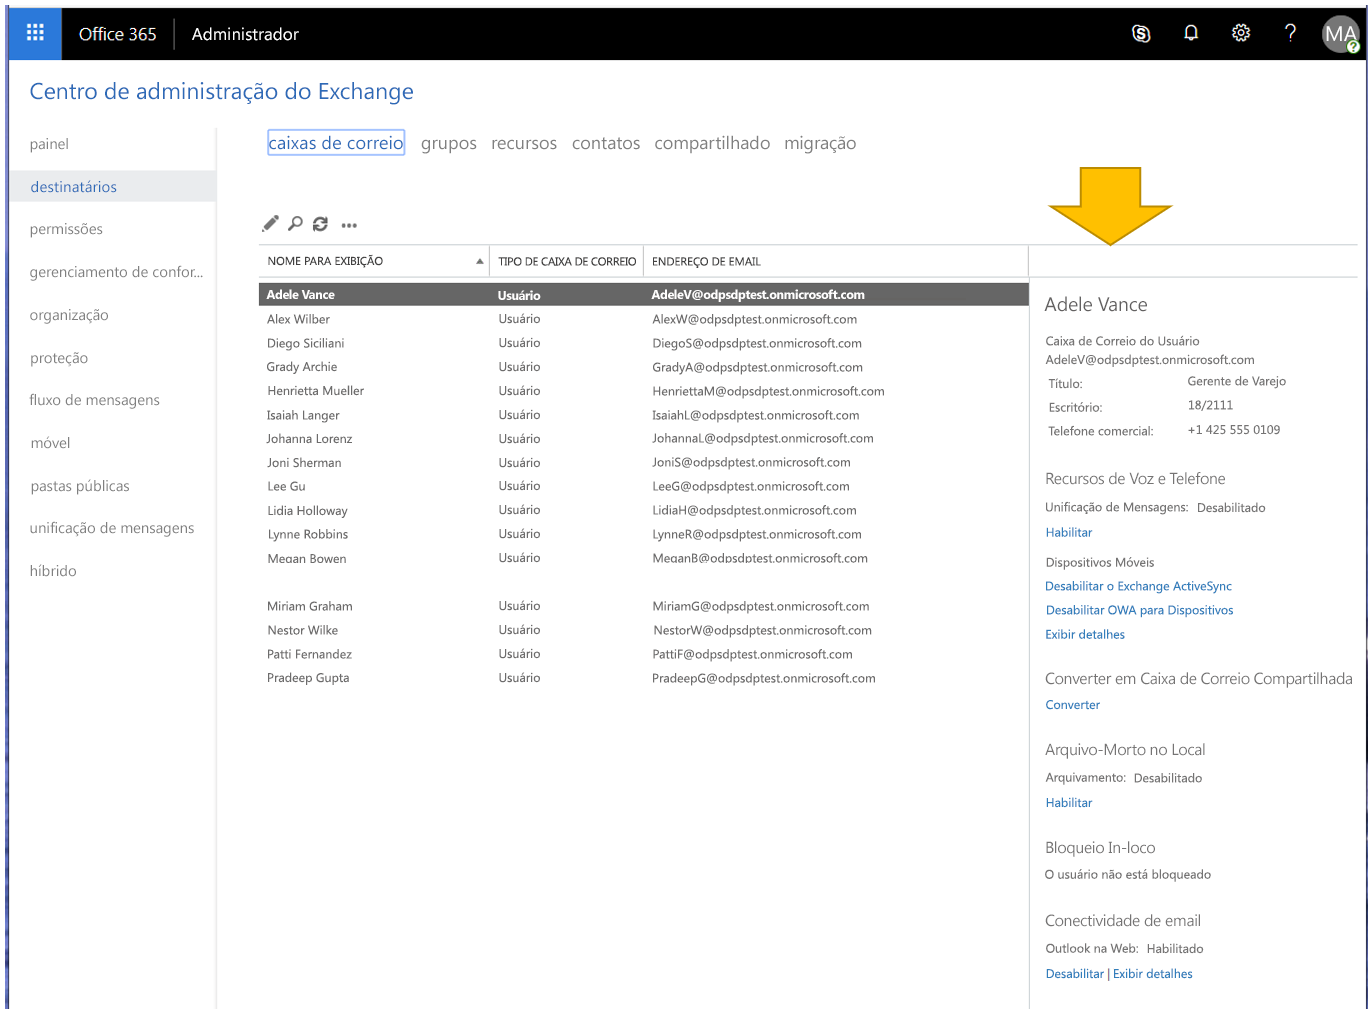 Office 365 Administrador MA
Centro de administração do Exchange
painel
destinatários
permissões
gerenciamento de confor...
organização
proteção
fluxo de mensagens
móvel
pastas públicas
unificação de mensagens
híbrido
caixas de correio grupos recursos contatos compartilhado migração
NOME PARA EXIBIÇÃO TIPO DE CAIXA DE CORREIO ENDEREÇO DE EMAIL
Adele Vance Usuário AdeleV@odpsdptest.onmicrosoft.com
Alex Wilber Usuário AlexW@odpsdptest.onmicrosoft.com
Diego Siciliani Usuário DiegoS@odpsdptest.onmicrosoft.com
Grady Archie Usuário GradyA@odpsdptest.onmicrosoft.com
Henrietta Mueller Usuário HenriettaM@odpsdptest.onmicrosoft.com
Isaiah Langer Usuário IsaiahL@odpsdptest.onmicrosoft.com
Johanna Lorenz Usuário JohannaL@odpsdptest.onmicrosoft.com
Joni Sherman Usuário JoniS@odpsdptest.onmicrosoft.com
Lee Gu Usuário LeeG@odpsdptest.onmicrosoft.com
Lidia Holloway Usuário LidiaH@odpsdptest.onmicrosoft.com
Lynne Robbins Usuário LynneR@odpsdptest.onmicrosoft.com
Megan Bowen Usuário MeganB@odpsdptest.onmicrosoft.com
Miriam Graham Usuário MiriamG@odpsdptest.onmicrosoft.com
Nestor Wilke Usuário NestorW@odpsdptest.onmicrosoft.com
Patti Fernandez Usuário PattiF@odpsdptest.onmicrosoft.com
Pradeep Gupta Usuário PradeepG@odpsdptest.onmicrosoft.com
Adele Vance
Caixa de Correio do Usuário
AdeleV@odpsdptest.onmicrosoft.com
Título: Gerente de Varejo
Escritório: 18/2111
Telefone comercial: +1 425 555 0109
Recursos de Voz e Telefone
Unificação de Mensagens: Desabilitado
Habilitar
Dispositivos Móveis
Desabilitar o Exchange ActiveSync
Desabilitar OWA para Dispositivos
Exibir detalhes
Converter em Caixa de Correio Compartilhada
Converter
Arquivo-Morto no Local
Arquivamento: Desabilitado
Habilitar
Bloqueio In-loco
O usuário não está bloqueado
Conectividade de email
Outlook na Web: Habilitado
Desabilitar | Exibir detalhes